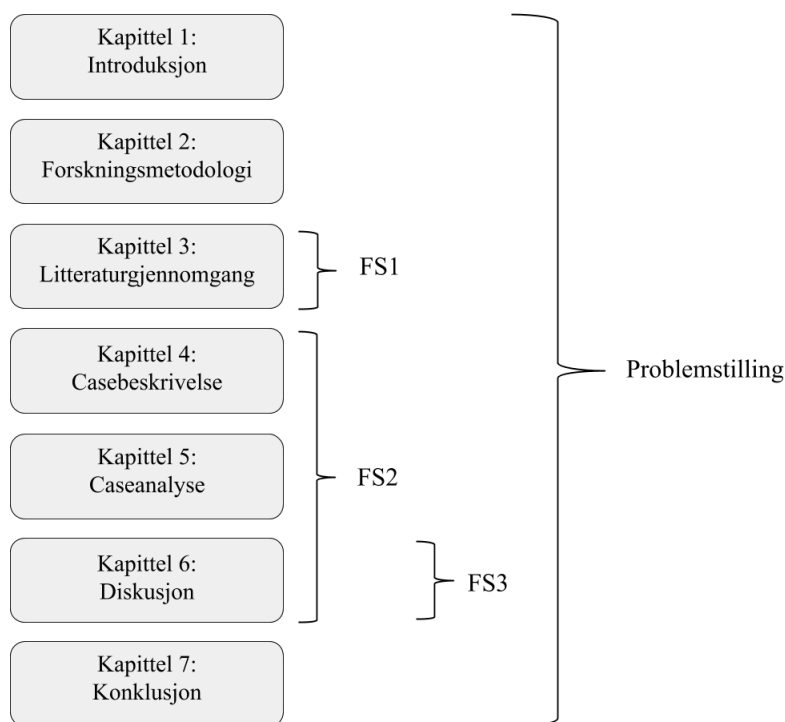 Kapittel 1:
Introduksjon
Kapittel 2:
Forskningsmetodologi
Kapittel 3:
Litteraturgjennomgang
FS1
Kapittel 4:
Casebeskrivelse
Problemstilling
Kapittel 5:
Caseanalyse
FS2
Kapittel 6:
Diskusjon
FS3
Kapittel 7:
Konklusjon